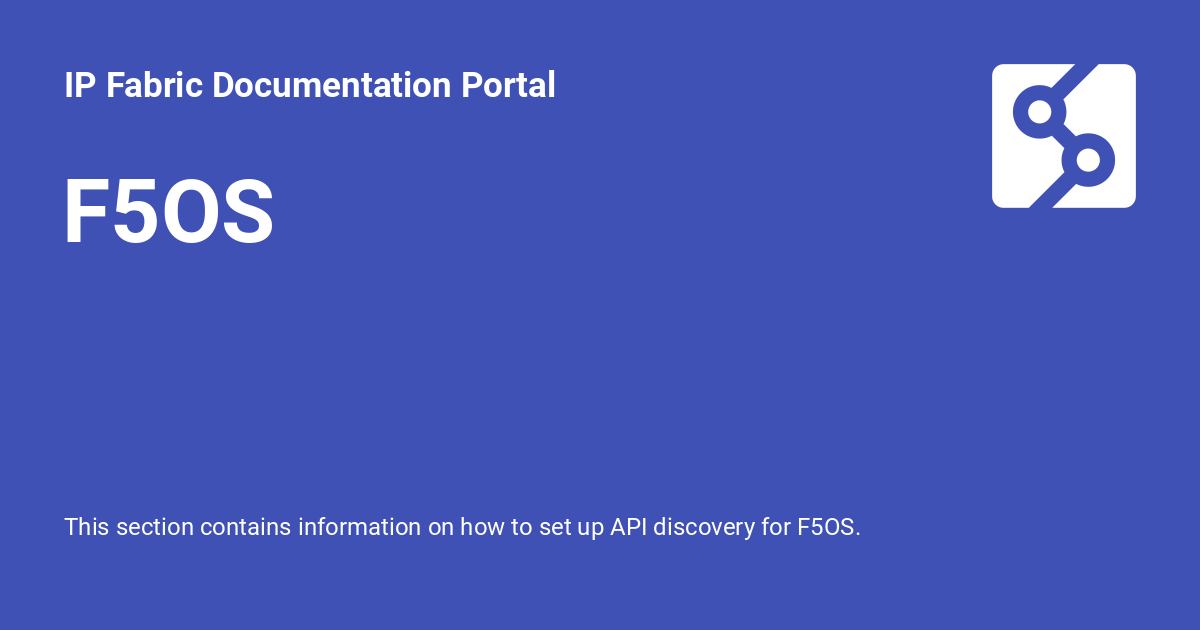 IP Fabric Documentation Portal
F5OS
This section contains information on how to set up API discovery for F5OS.